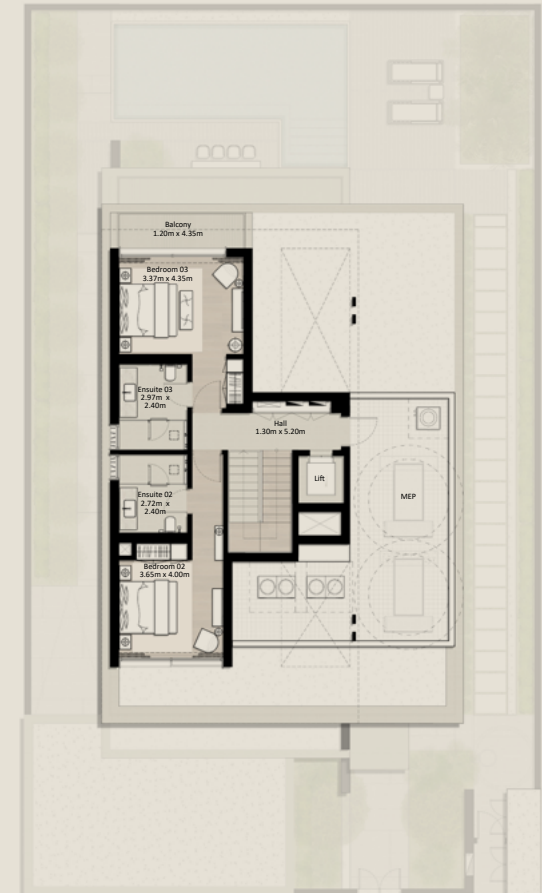 Balcony
1.20m x 4.35m
Bedroom 03
3.37m x 4.35m
Ensuite 03
2.97m x
2.40m
Hall
1.30m x 5.20m
Lift
MEP
Ensuite 02
2.72m x
2.40m
Bedroom 02
3.65m x 4.00m